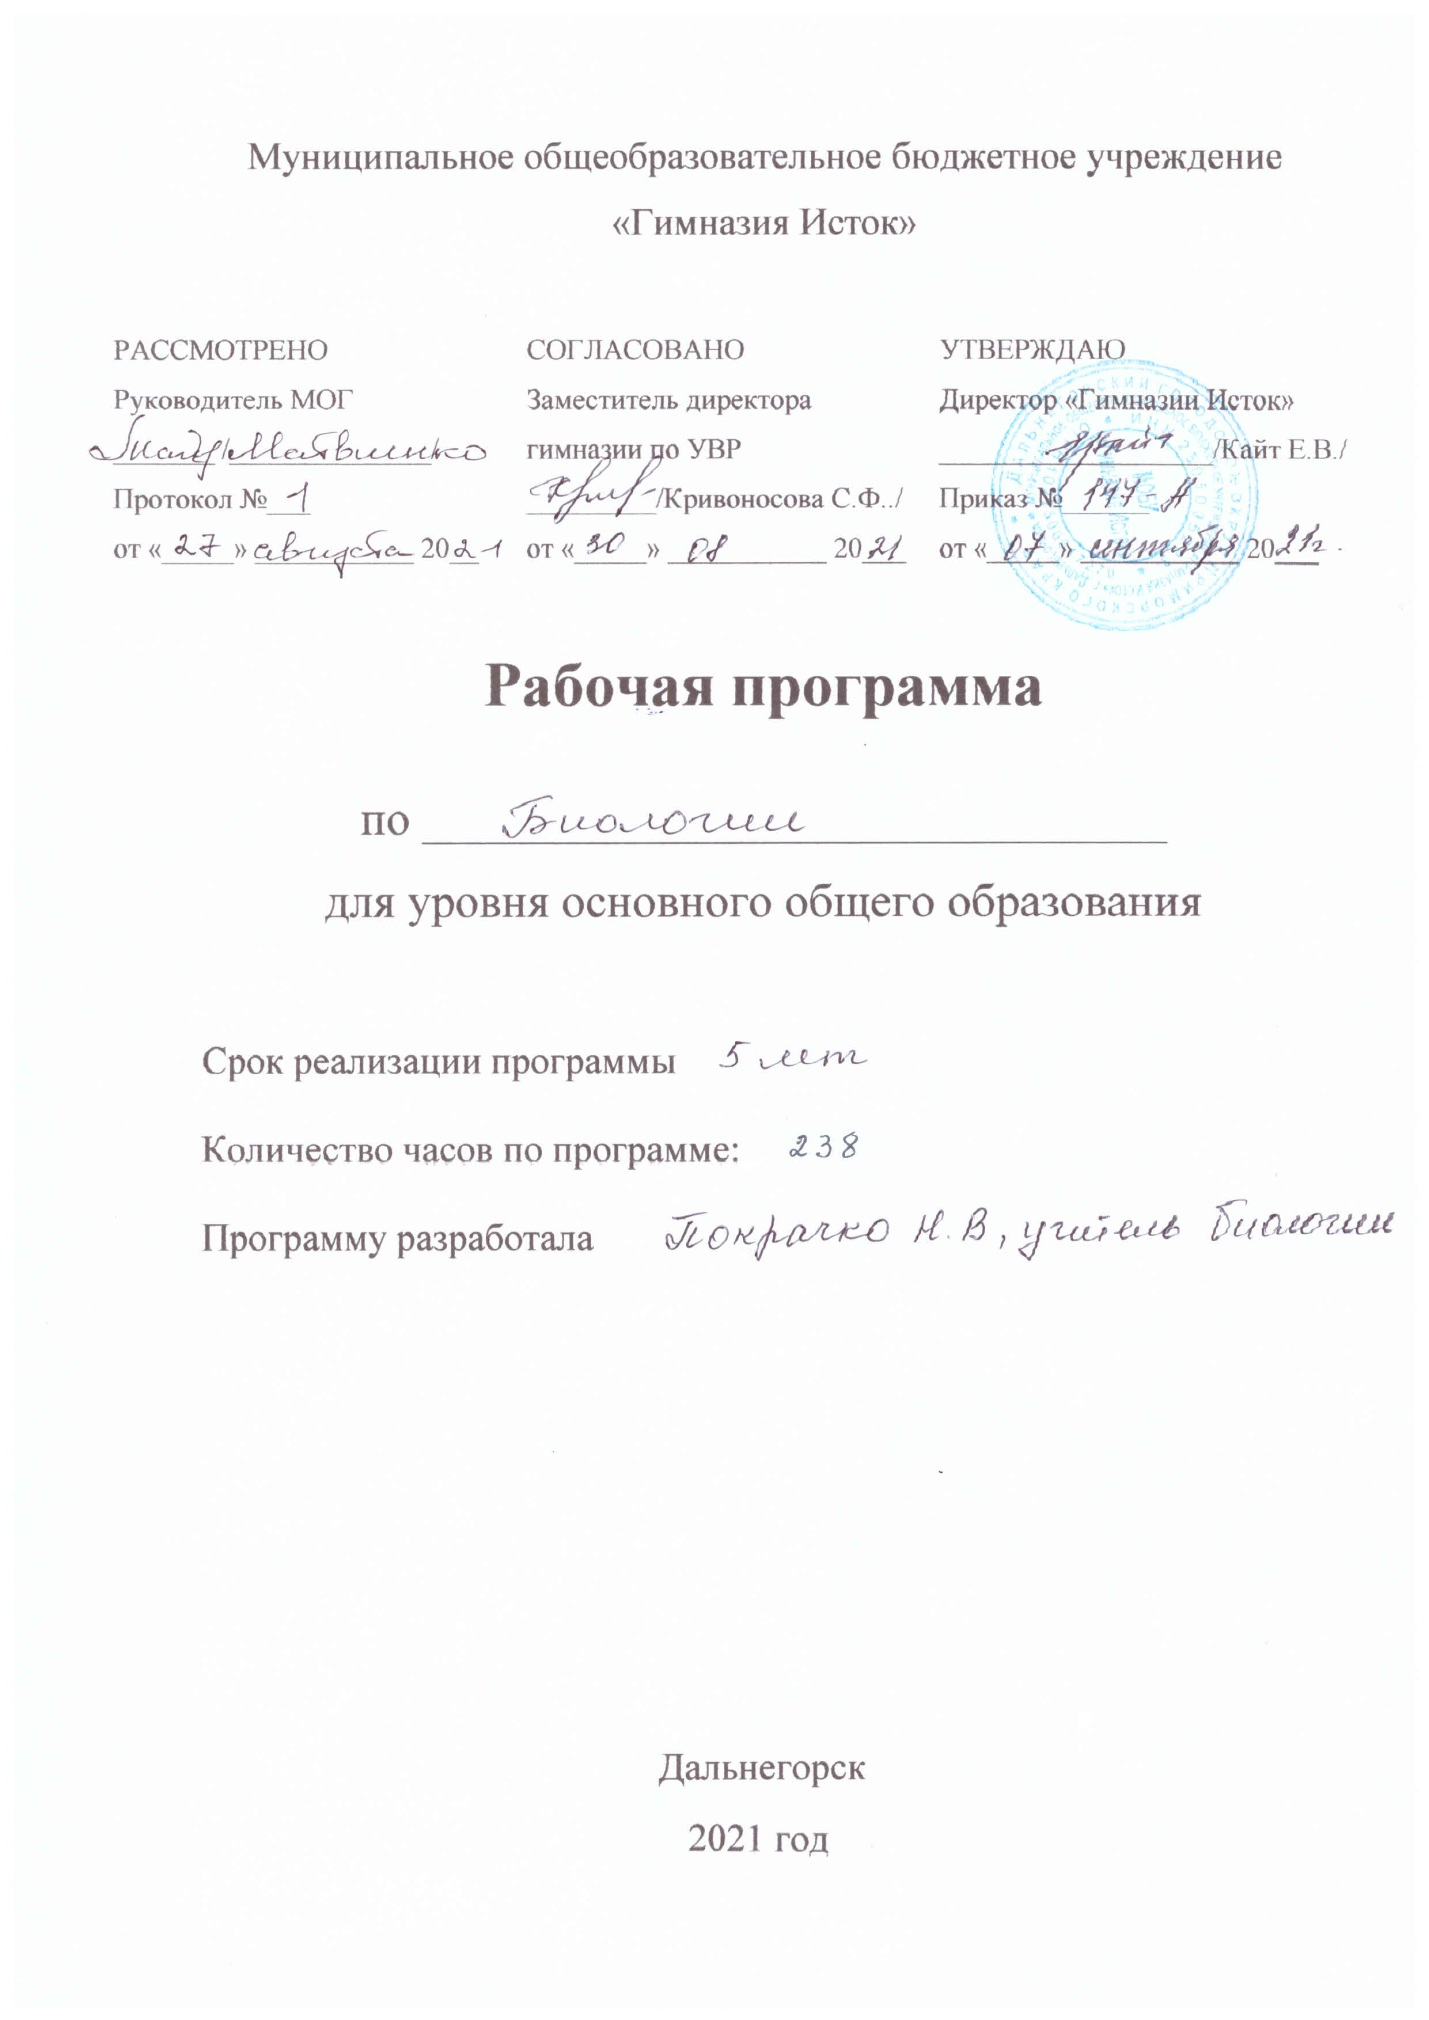 Муниципальное общеобразовательное бюджетное учреждение
«Гимназия Исток»
РАССМОТРЕНО
Руководитель МОГ
/Матвиенко
Протокол № 1
от « 27 » августа 2021
СОГЛАСОВАНО
Заместитель директора
гимназии по УВР
/Кривоносова С.Ф../
от « 30 » 08 2021
УТВЕРЖДАЮ
Директор «Гимназии Исток»
/Кайт Е.В./
Приказ № 147-А
от « 07 » сентября 2021г.
Рабочая программа
по Биологии
для уровня основного общего образования
Срок реализации программы 5 лет
Количество часов по программе: 238
Программу разработала Покрачко Н.В, учитель биологии
Дальнегорск
2021 год